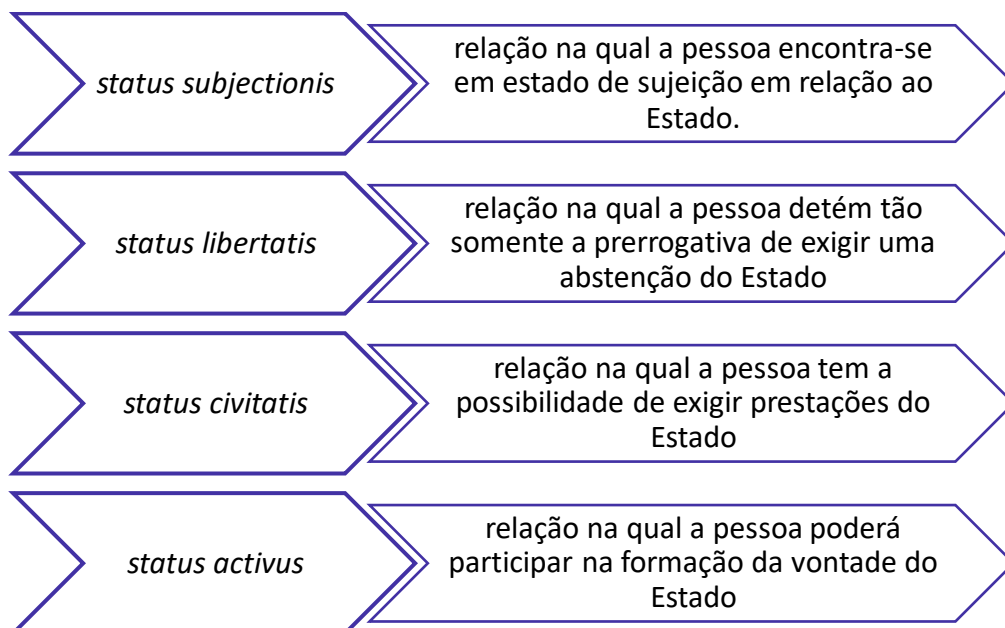 status subjectionis
relação na qual a pessoa encontra-se
em estado de sujeição em relação ao
Estado.
status libertatis
relação na qual a pessoa detém tão
somente a prerrogativa de exigir uma
abstenção do Estado
status civitatis
relação na qual a pessoa tem a
possibilidade de exigir prestações do
Estado
status activus
relação na qual a pessoa poderá
participar na formação da vontade do
Estado